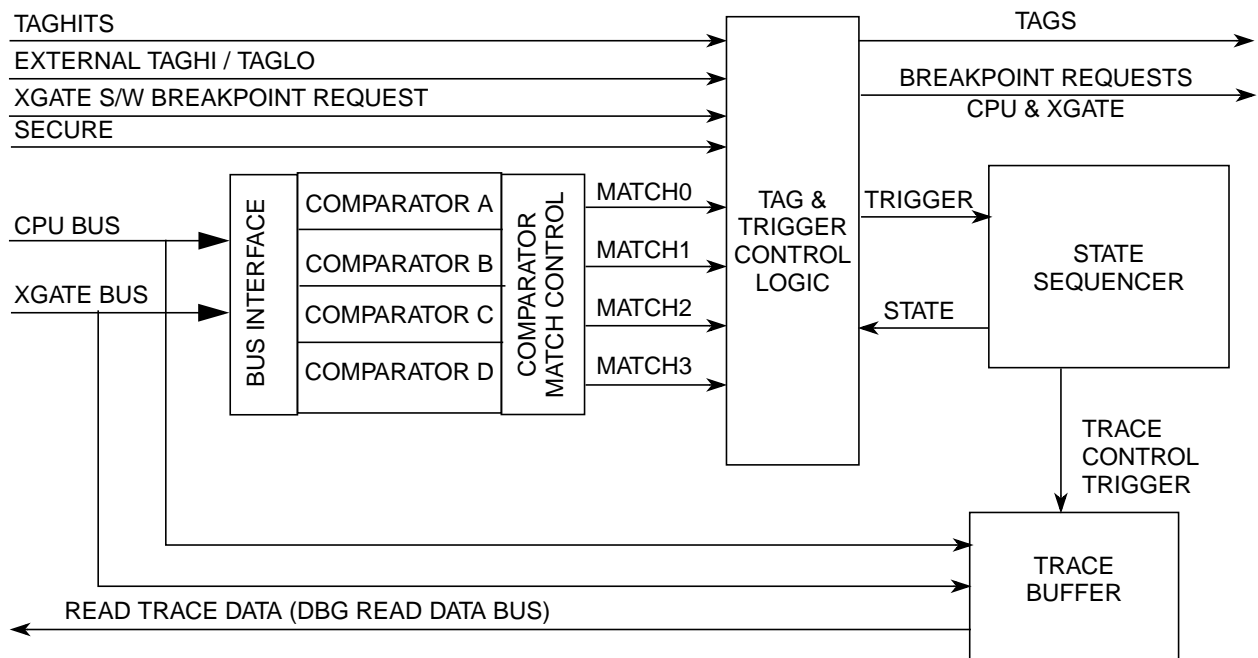 TAGHITS
TAGS
EXTERNAL TAGHI / TAGLO
BREAKPOINT REQUESTS
CPU & XGATE
XGATE S/W BREAKPOINT REQUEST
SECURE
CPU BUS
XGATE BUS
BUS INTERFACE
COMPARATOR A
COMPARATOR B
COMPARATOR C
COMPARATOR D
COMPARATOR
MATCH CONTROL
MATCH0
MATCH1
MATCH2
MATCH3
TAG &
TRIGGER
CONTROL
LOGIC
TRIGGER
STATE
STATE
SEQUENCER
TRACE
CONTROL
TRIGGER
TRACE
BUFFER
READ TRACE DATA (DBG READ DATA BUS)